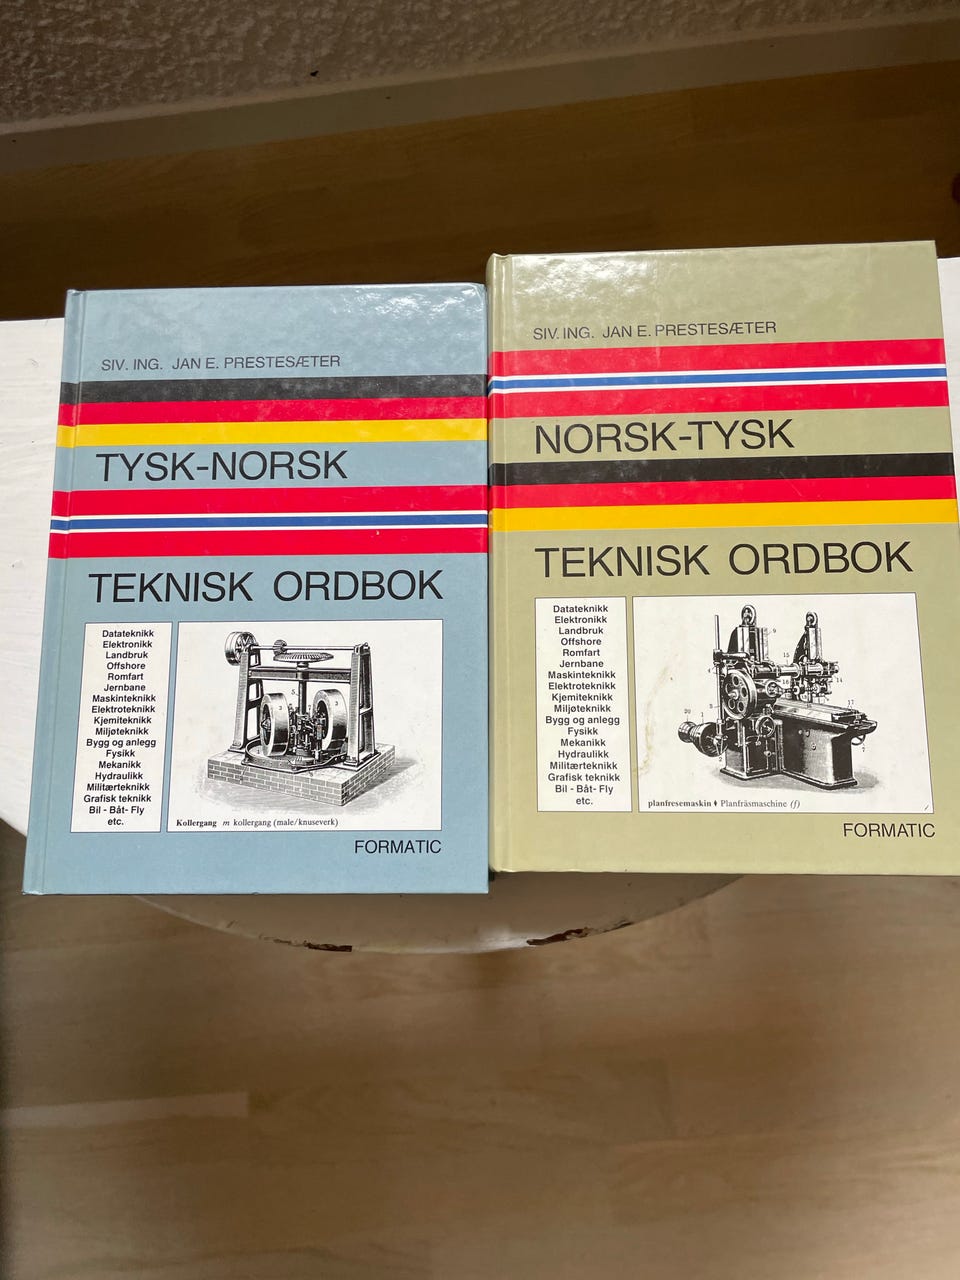 SIV. ING. JAN E. PRESTESÆTER
TYSK-NORSK
TEKNISK ORDBOK
Datateknikk
Elektronikk
Landbruk
Offshore
Romfart
Jernbane
Maskinteknikk
Elektroteknikk
Kjemiteknikk
Miljøteknikk
Bygg og anlegg
Fysikk
Mekanikk
Hydraulikk
Militærteknikk
Grafisk teknikk
Bil - Båt- Fly
etc.
Kollergang m kollergang (male/knuseverk)
FORMATIC
SIV. ING. JAN E. PRESTESÆTER
NORSK-TYSK
TEKNISK ORDBOK
Datateknikk
Elektronikk
Landbruk
Offshore
Romfart
Jernbane
Maskinteknikk
Elektroteknikk
Kjemiteknikk
Miljøteknikk
Bygg og anlegg
Fysikk
Mekanikk
Hydraulikk
Militærteknikk
Grafisk teknikk
Bil - Båt - Fly
etc.
planfresemaskin ♦ Planfräsmaschine (f)
FORMATIC